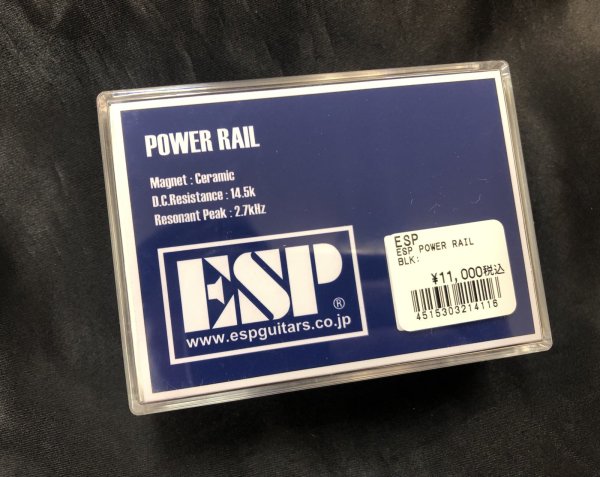 POWER RAIL
Magnet : Ceramic
D.C.Resistance : 14.5k
Resonant Peak : 2.7kHz
ESP®
www.espguitars.co.jp
ESP
ESP POWER RAIL
BLK:
¥11,000税込
4515303214116